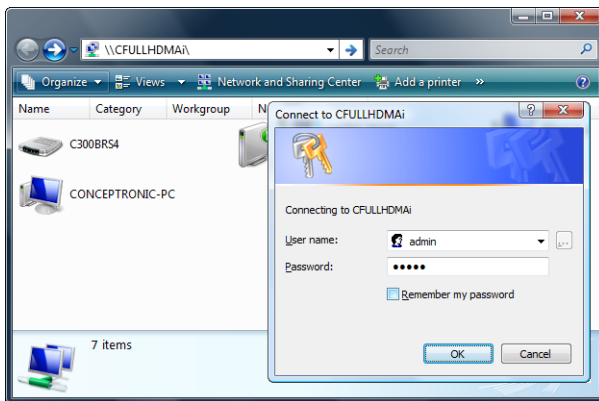 \\CFULLHDMAi\
Search
Organize Views Network and Sharing Center Add a printer »
Name Category Workgroup N
C300BRS4
CONCEPTRONIC-PC
7 items
Connect to CFULLHDMAi
Connecting to CFULLHDMAi
User name: admin
Password: •••••
Remember my password
OK Cancel